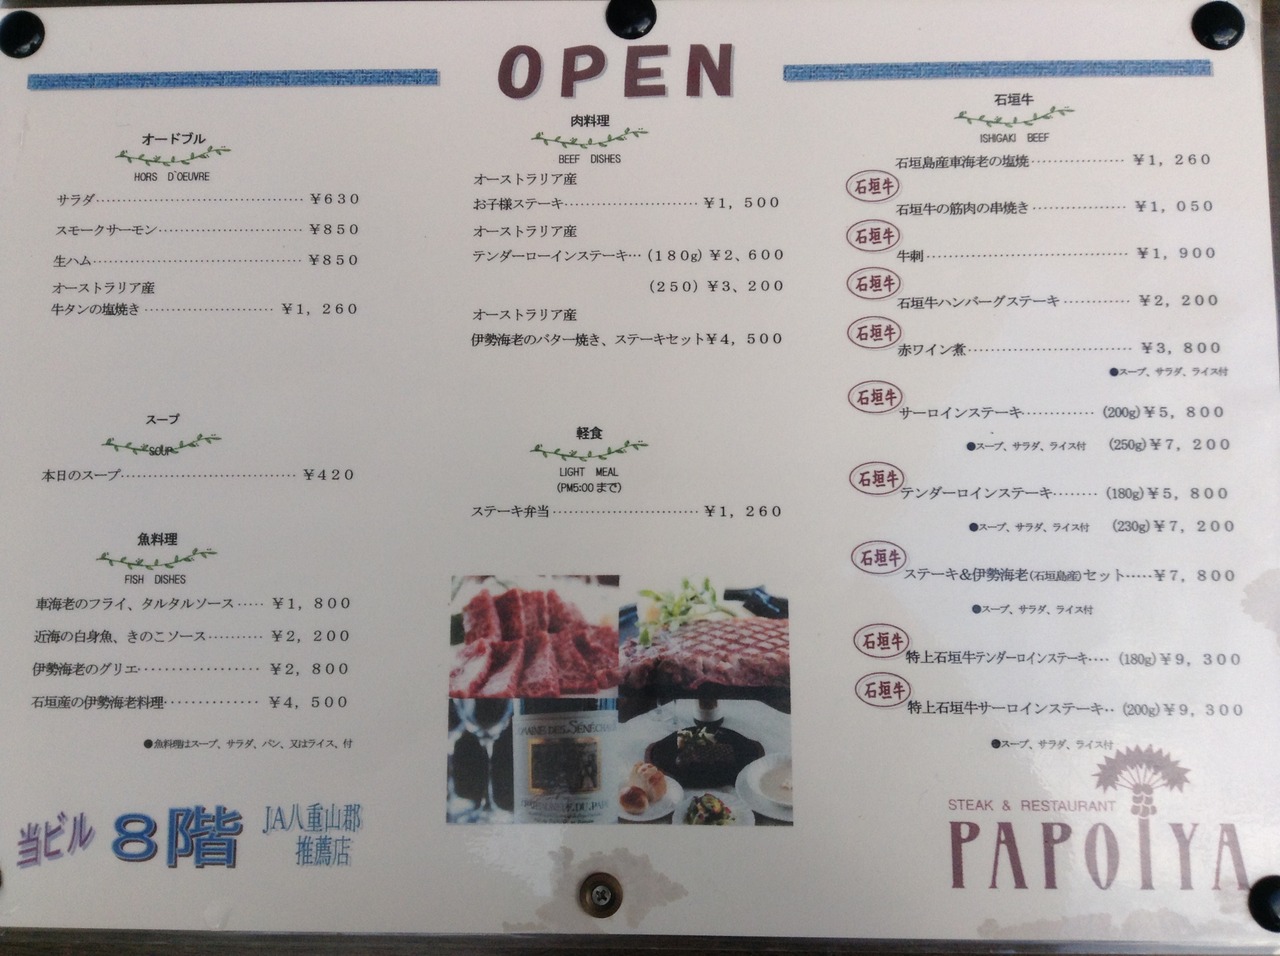 OPEN
オードブル
HORS D'OEUVRE
サラダ ¥630
スモークサーモン ¥850
生ハム ¥850
オーストラリア産
牛タンの塩焼き ¥1,260
スープ
SOUP
本日のスープ ¥420
魚料理
FISH DISHES
車海老のフライ、タルタルソース ¥1,800
近海の白身魚、きのこソース ¥2,200
伊勢海老のグリエ ¥2,800
石垣産の伊勢海老料理 ¥4,500
●魚料理はスープ、サラダ、パン、又はライス、付
当ビル 8階
JA八重山郡
推薦店
肉料理
BEEF DISHES
オーストラリア産
お子様ステーキ ¥1,500
オーストラリア産
テンダーローインステーキ (180g) ¥2、600
(250) ¥3,200
オーストラリア産
伊勢海老のバター焼き、ステーキセット¥4,500
軽食
LIGHT MEAL
(PM5:00まで)
ステーキ弁当 ¥1,260
石垣牛
ISHIGAKI BEEF
石垣島産車海老の塩焼 ¥1,260
石垣牛
石垣牛の筋肉の串焼き ¥1,050
石垣牛
牛刺 ¥1,900
石垣牛
石垣牛ハンバーグステーキ ¥2,200
石垣牛
赤ワイン煮 ¥3,800
●スープ、サラダ、ライス付
石垣牛
サーロインステーキ (200g) ¥5,800
●スープ、サラダ、ライス付 (250g) ¥7,200
石垣牛
テンダーロインステーキ (180g) ¥5,800
●スープ、サラダ、ライス付 (230g) ¥7,200
石垣牛
ステーキ&伊勢海老(石垣島産)セット ¥7,800
●スープ、サラダ、ライス付
石垣牛
特上石垣牛テンダーロインステーキ (180g) ¥9,300
石垣牛
特上石垣牛サーロインステーキ (200g) ¥9,300
●スープ、サラダ、ライス付
STEAK & RESTAURANT
PAPOIYA